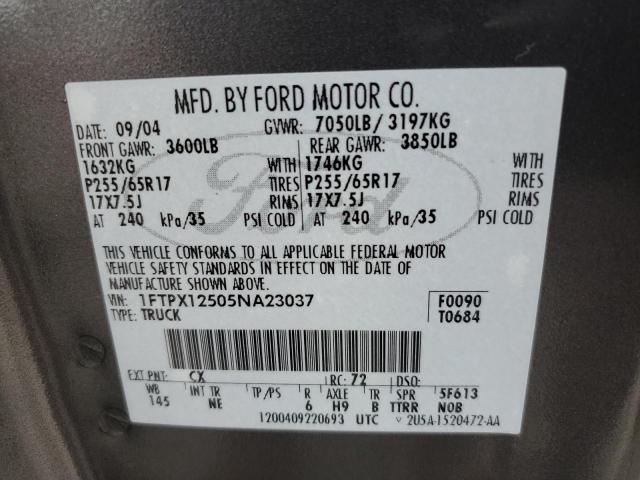 MFD. BY FORD MOTOR CO.
DATE: 09/04 GVWR: 7050LB/ 3197KG
FRONT GAWR: 3600LB REAR GAWR: 3850LB
1632KG WITH 1746KG WITH
P255/65R17 TIRES P255/65R17 TIRES
17X7.5J RIMS 17X7.5J RIMS
AT 240 kPa/35 PSI COLD AT 240 kPa/35 PSI COLD
THIS VEHICLE CONFORMS TO ALL APPLICABLE FEDERAL MOTOR
VEHICLE SAFETY STANDARDS IN EFFECT ON THE DATE OF
MANUFACTURE SHOWN ABOVE.
VIN: 1FTPX12505NA23037 F0090
TYPE: TRUCK T0684
EXT PNT: CX RC: 72 DSO:
WB INT TR TP/PS R AXLE TR SPR 5F613
145 NE 6 H9 B TTRR NOB
1200409220693 UTC v 2U5A-1520472-AA
Ford